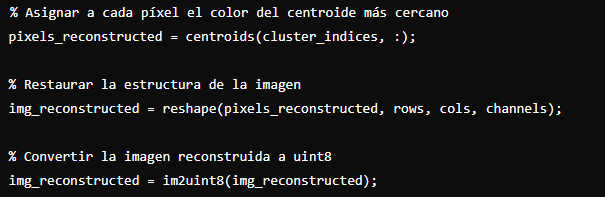 % Asignar a cada píxel el color del centroide más cercano
pixels_reconstructed = centroids(cluster_indices, :);
% Restaurar la estructura de la imagen
img_reconstructed = reshape(pixels_reconstructed, rows, cols, channels);
% Convertir la imagen reconstruida a uint8
img_reconstructed = im2uint8(img_reconstructed);